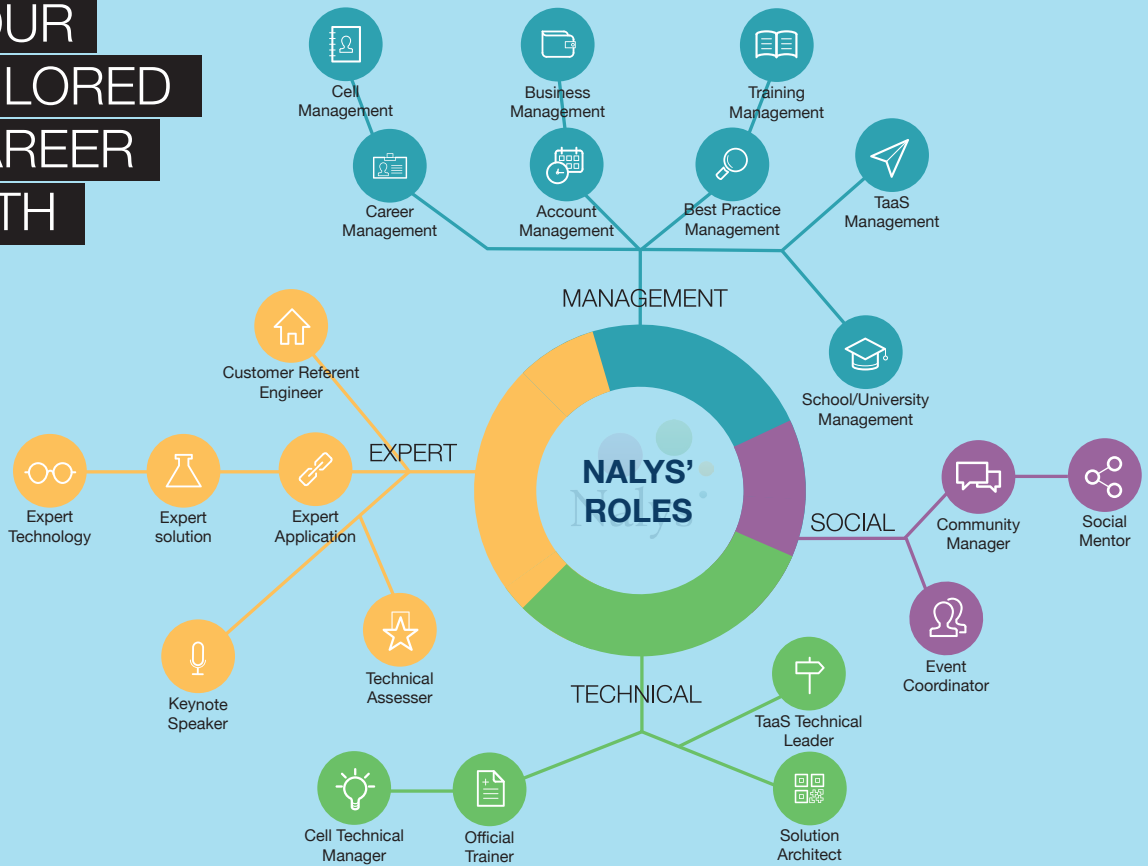 OUR
LORED
AREER
TH
Cell
Management
Business
Management
Training
Management
Career
Management
Account
Management
Best Practice
Management
TaaS
Management
MANAGEMENT
School/University
Management
Customer Referent
Engineer
EXPERT
Expert
Technology
Expert
solution
Expert
Application
Keynote
Speaker
Technical
Assesser
NALYS'
ROLES
Nalys
SOCIAL
Community
Manager
Social
Mentor
Event
Coordinator
TECHNICAL
TaaS Technical
Leader
Cell Technical
Manager
Official
Trainer
Solution
Architect